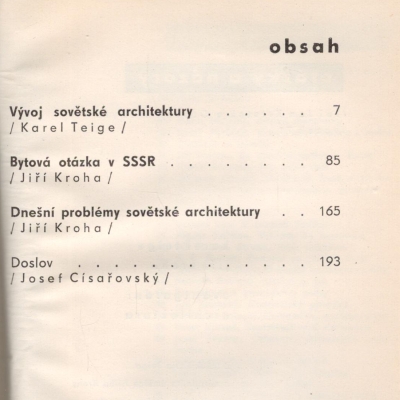 obsah
Vývoj sovětské architektury . . . . . . 7
/Karel Teige/
Bytová otázka v SSSR . . . . . . . . 85
/Jiří Kroha/
Dnešní problémy sovětské architektury . . 165
/Jiří Kroha/
Doslov . . . . . . . . . . . . . 193
/Josef Císařovský/